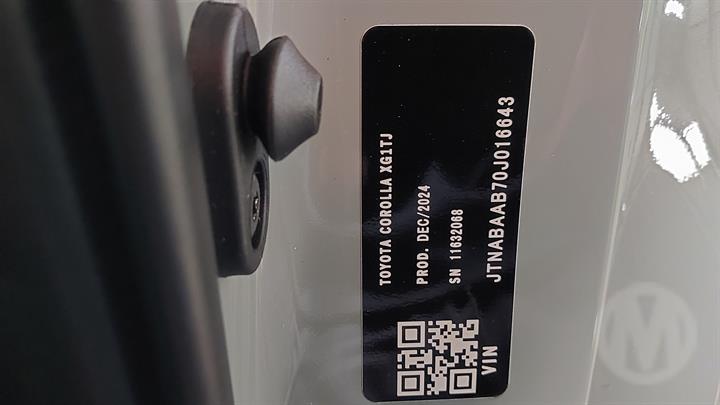 TOYOTA COROLLA XG1TJ
PROD. DEC/2024
SN 11632068
VIN JTNABAAB70J016643
M